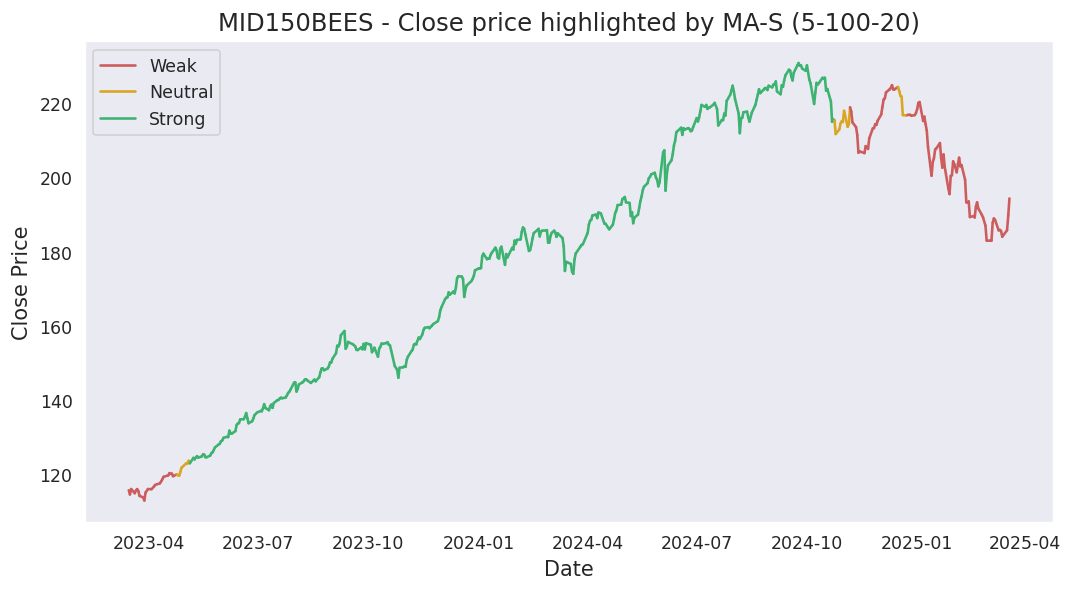 MID150BEES - Close price highlighted by MA-S (5-100-20)
Weak
Neutral
Strong
Close Price
220
200
180
160
140
120
2023-04 2023-07 2023-10 2024-01 2024-04 2024-07 2024-10 2025-01 2025-04
Date